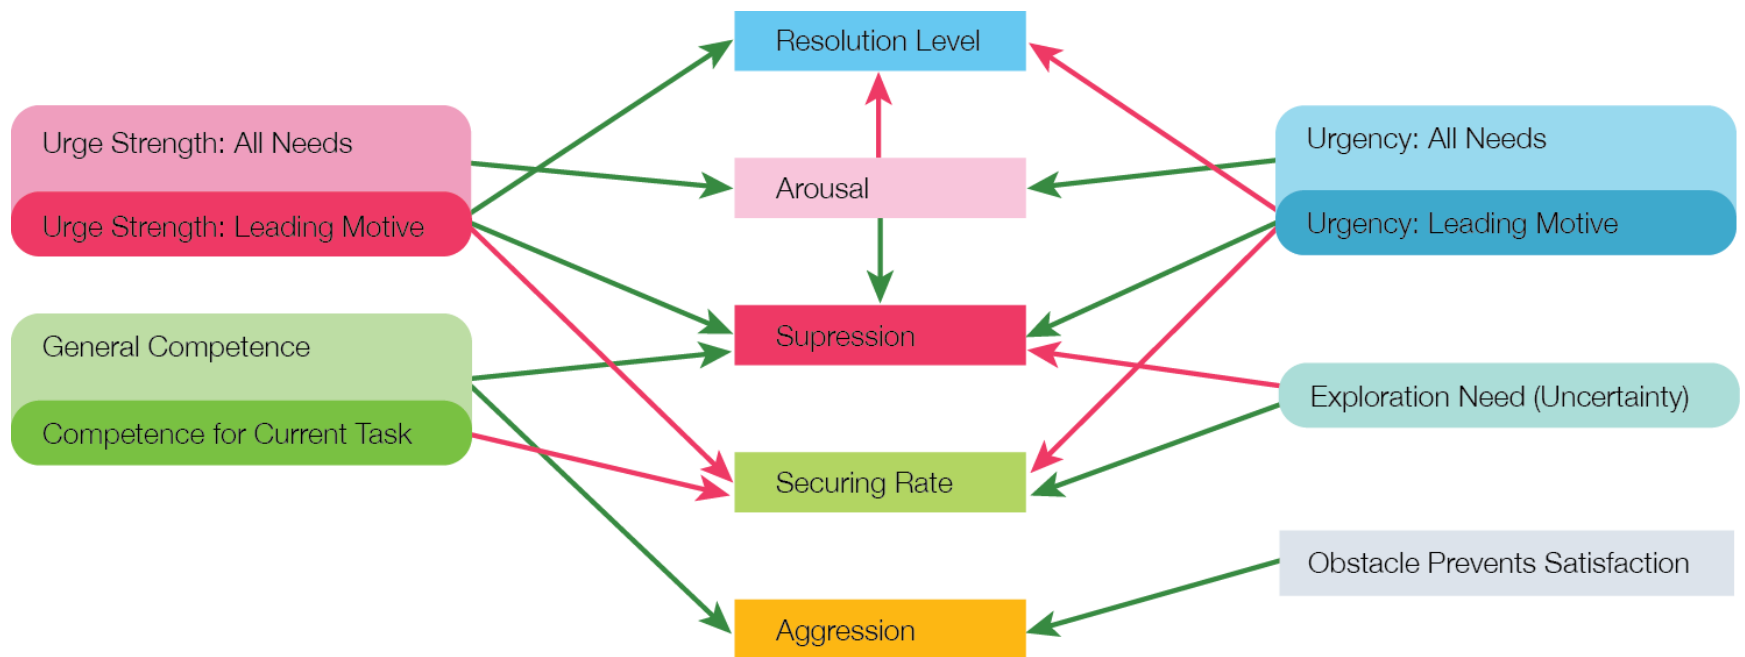 Resolution Level
Urge Strength: All Needs
Urgency: All Needs
Arousal
Urge Strength: Leading Motive
Urgency: Leading Motive
Supression
General Competence
Exploration Need (Uncertainty)
Competence for Current Task
Securing Rate
Obstacle Prevents Satisfaction
Aggression